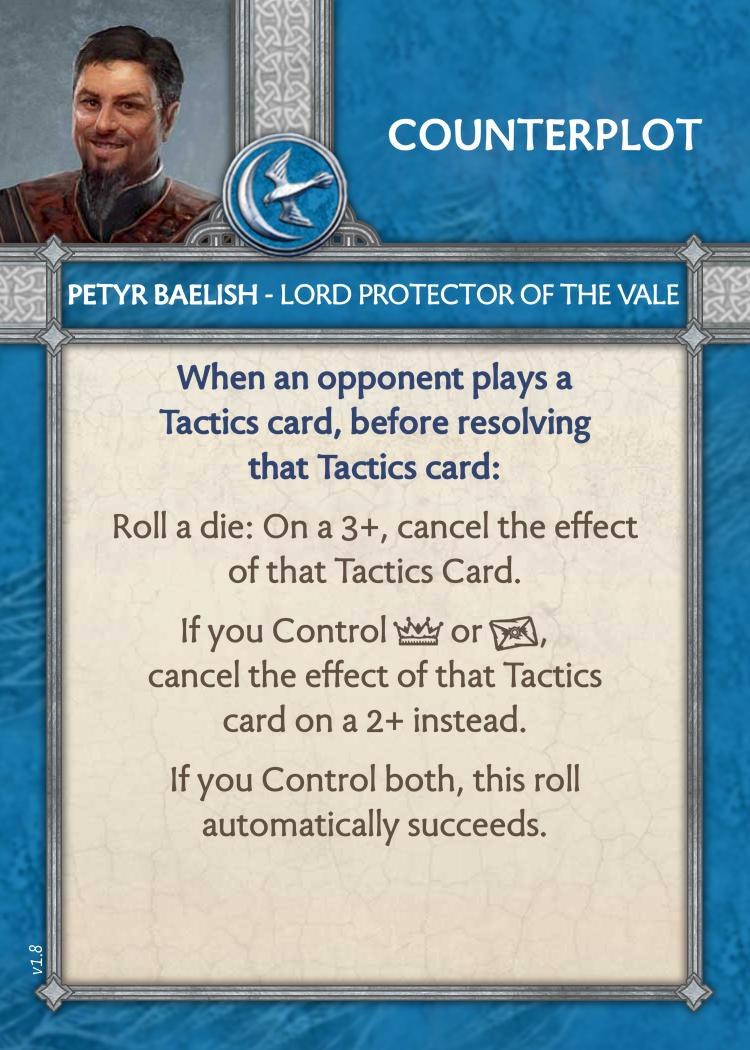 COUNTERPLOT
PETYR BAELISH - LORD PROTECTOR OF THE VALE
When an opponent plays a
Tactics card, before resolving
that Tactics card:
Roll a die: On a 3+, cancel the effect
of that Tactics Card.
If you Control or ,
cancel the effect of that Tactics
card on a 2+ instead.
If you Control both, this roll
automatically succeeds.
v1.8